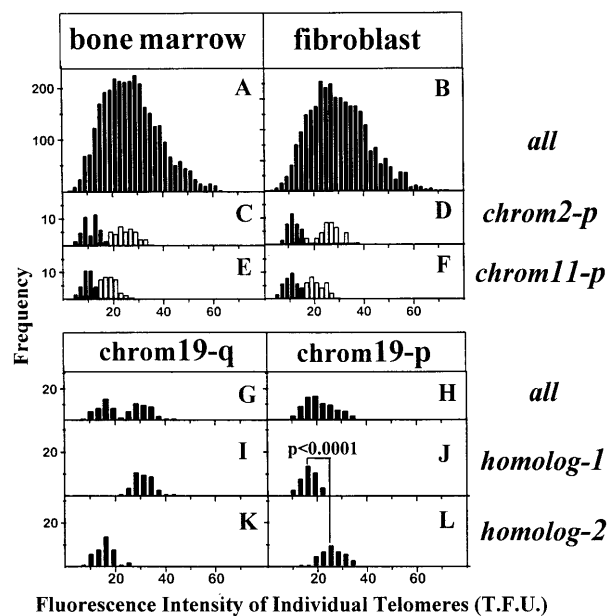 bone marrow fibroblast
200
100
A B
all
10
C D
chrom2-p
10
E F
chrom11-p
20 40 60 20 40 60
Frequency
chrom19-q chrom19-p
20
G H
all
p<0.0001
I J
homolog-1
20
K L
homolog-2
20 40 60 20 40 60
Fluorescence Intensity of Individual Telomeres (T.F.U.)